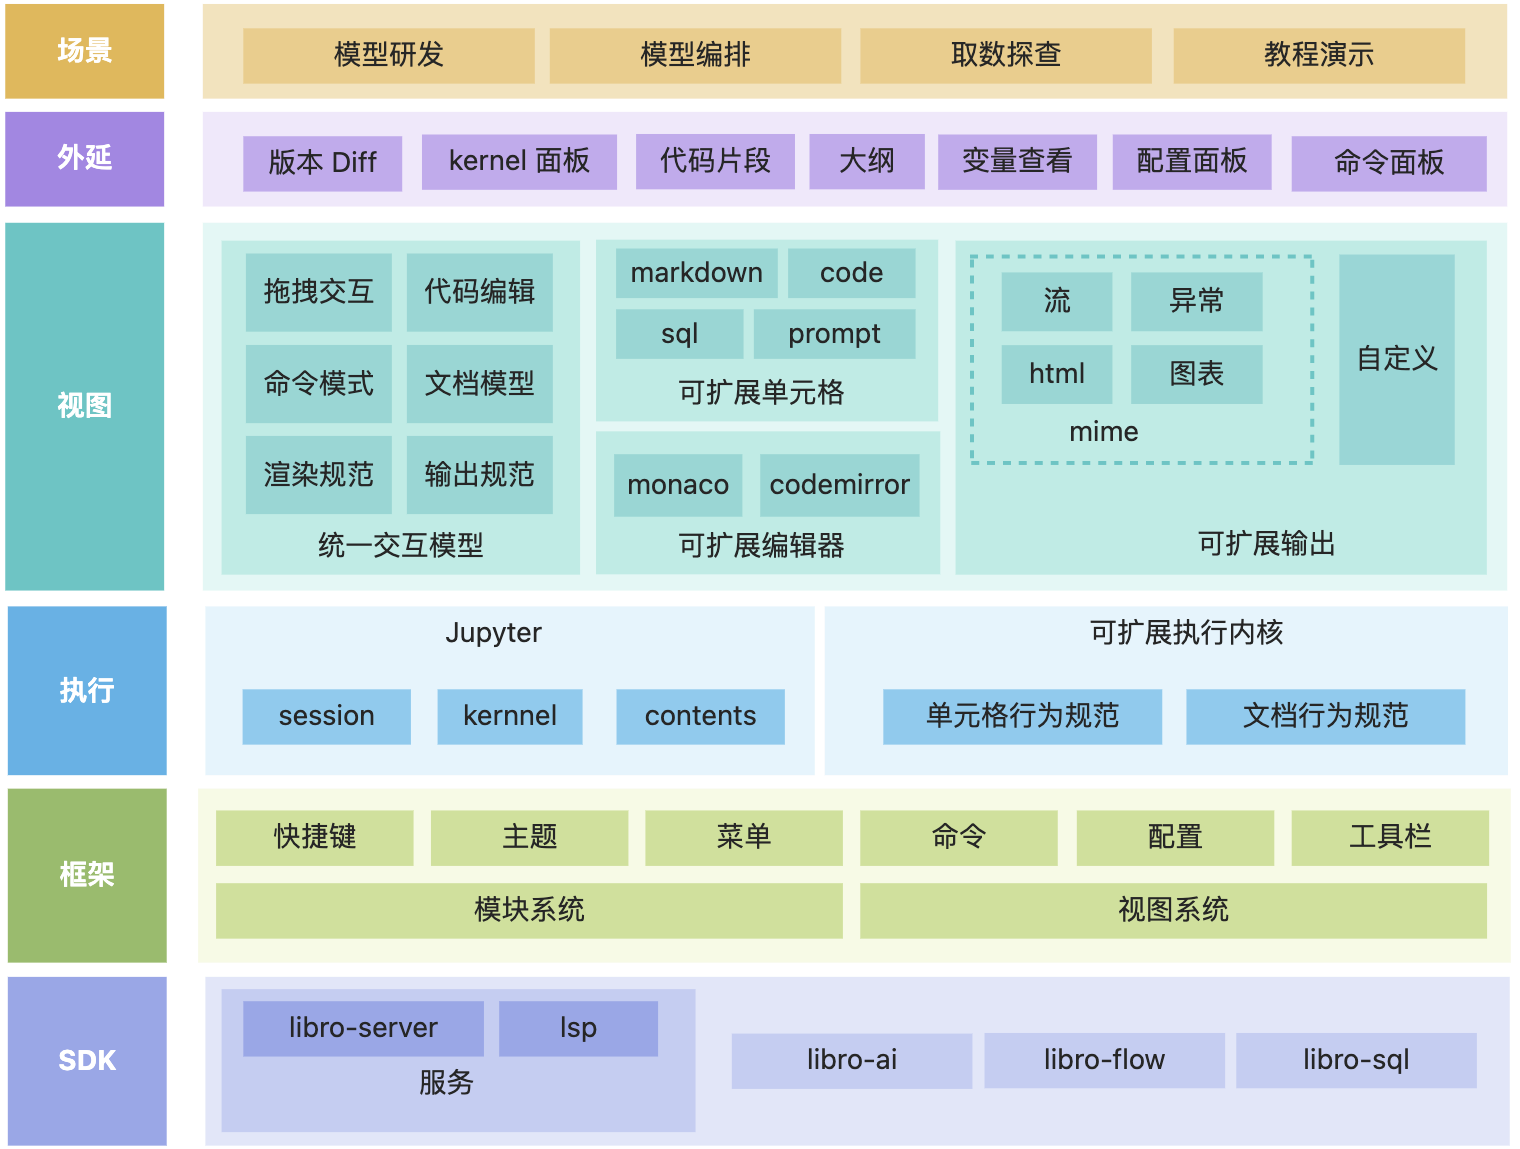 场景
模型研发
模型编排
取数探查
教程演示
外延
版本 Diff
kernel 面板
代码片段
大纲
变量查看
配置面板
命令面板
视图
拖拽交互
代码编辑
命令模式
文档模型
渲染规范
输出规范
统一交互模型
markdown
code
sql
prompt
可扩展单元格
monaco
codemirror
可扩展编辑器
流
异常
html
图表
mime
自定义
可扩展输出
执行
Jupyter
session
kernnel
contents
可扩展执行内核
单元格行为规范
文档行为规范
框架
快捷键
主题
菜单
命令
配置
工具栏
模块系统
视图系统
SDK
libro-server
lsp
服务
libro-ai
libro-flow
libro-sql